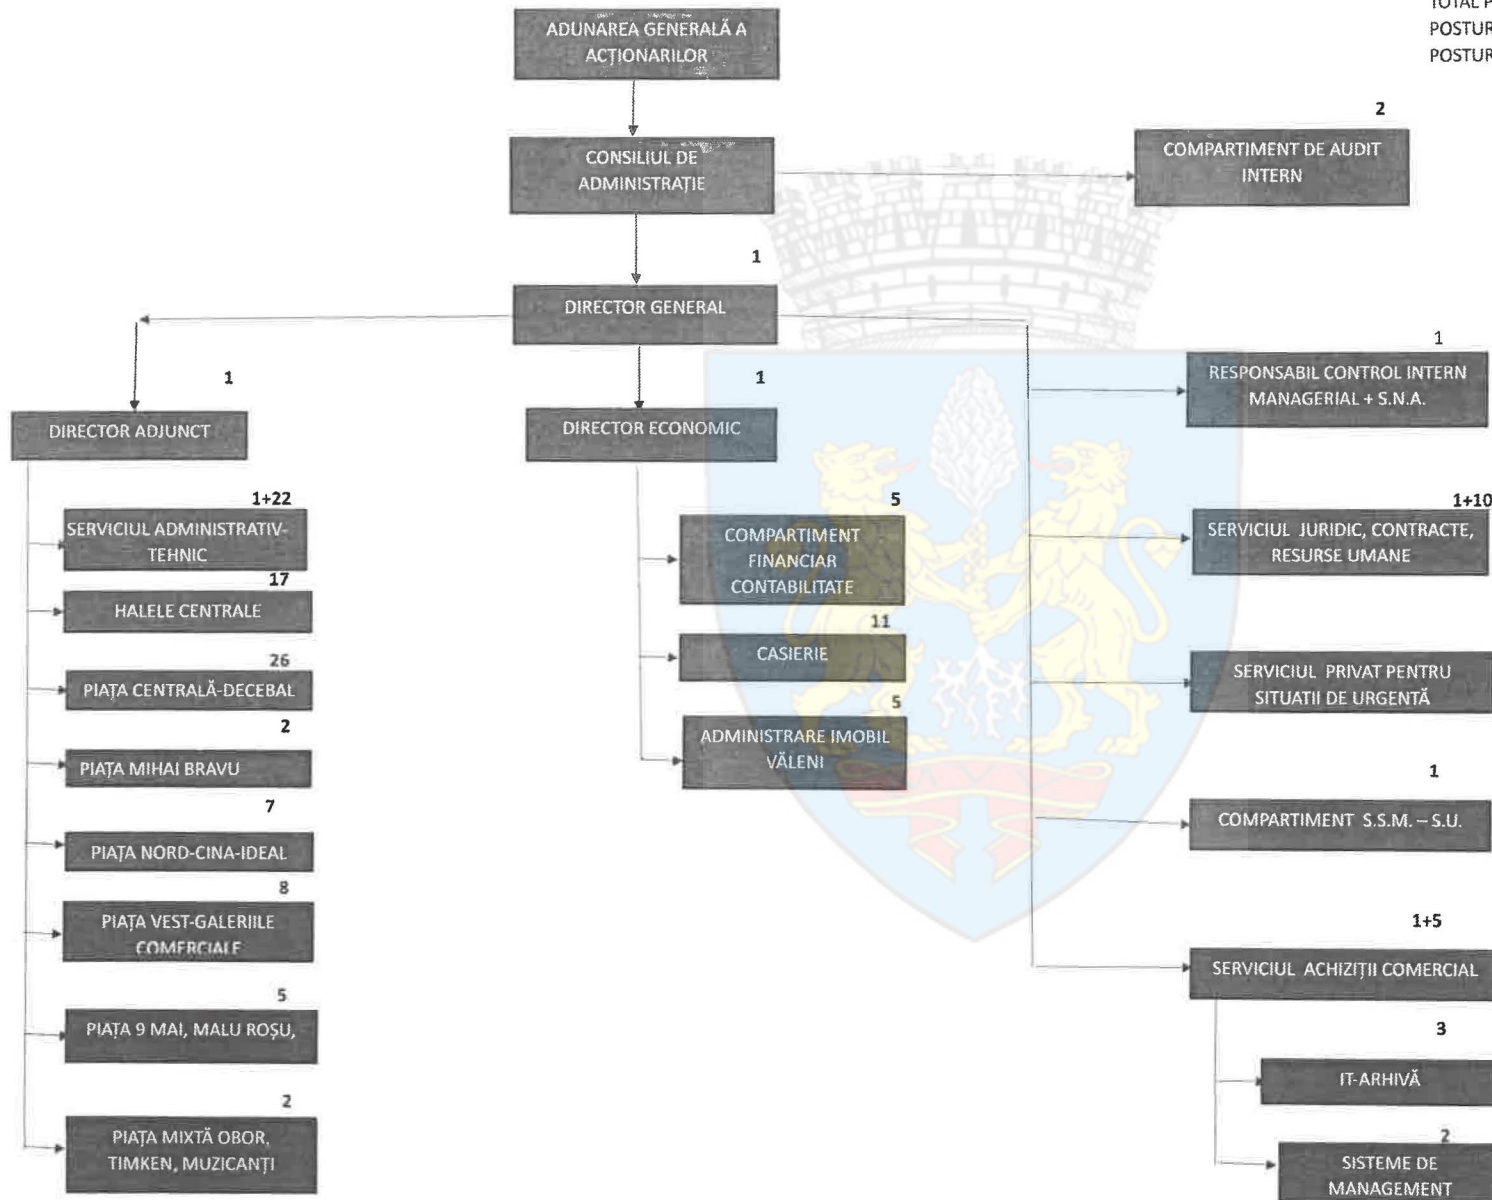 TOTAL P
POSTUR
POSTUR
ADUNAREA GENERALĂ A
ACȚIONARILOR
2
CONSILIUL DE
ADMINISTRAȚIE
COMPARTIMENT DE AUDIT
INTERN
1
DIRECTOR GENERAL
1
DIRECTOR ADJUNCT
1
DIRECTOR ECONOMIC
1
RESPONSABIL CONTROL INTERN
MANAGERIAL + S.N.A.
1+22
SERVICIUL ADMINISTRATIV-
TEHNIC
17
HALELE CENTRALE
26
PIAȚA CENTRALĂ-DECEBAL
2
PIAȚA MIHAI BRAVU
7
PIAȚA NORD-CINA-IDEAL
8
PIAȚA VEST-GALERIILE
COMERCIALE
5
PIAȚA 9 MAI, MALU ROȘU,
2
PIAȚA MIXTĂ OBOR,
TIMKEN, MUZICANȚI
5
COMPARTIMENT
FINANCIAR
CONTABILITATE
11
CASIERIE
5
ADMINISTRARE IMOBIL
VĂLENI
1+10
SERVICIUL JURIDIC, CONTRACTE,
RESURSE UMANE
SERVICIUL PRIVAT PENTRU
SITUATII DE URGENTĂ
1
COMPARTIMENT S.S.M. – S.U.
1+5
SERVICIUL ACHIZIȚII COMERCIAL
3
IT-ARHIVĂ
2
SISTEME DE
MANAGEMENT